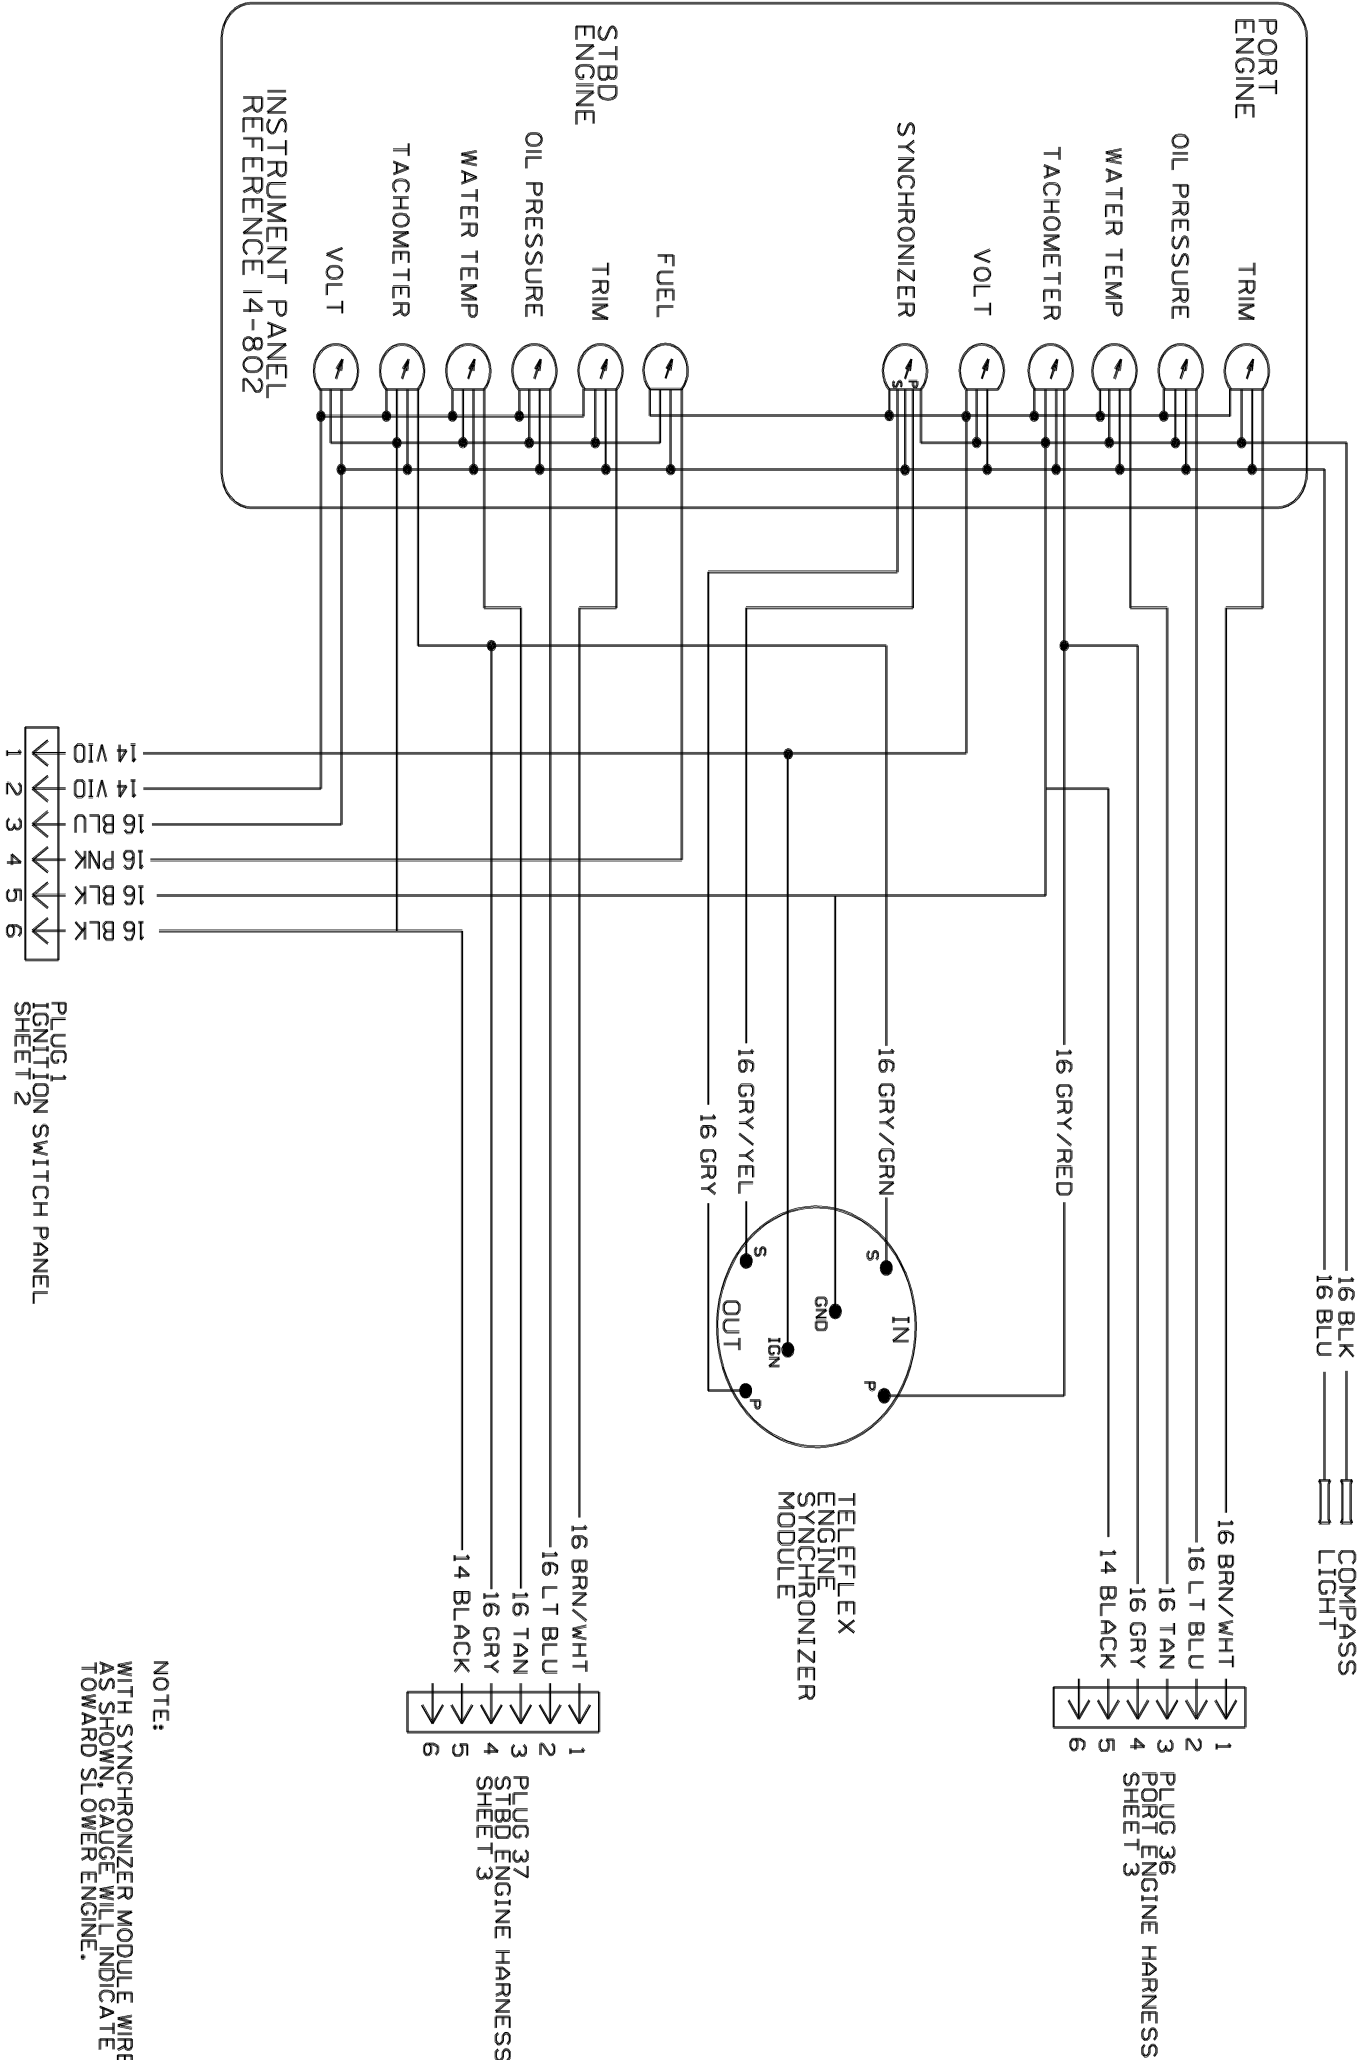 PORT
ENGINE
STBD
ENGINE
INSTRUMENT PANEL
REFERENCE 14-802
VOLT
TACHOMETER
WATER TEMP
OIL PRESSURE
TRIM
FUEL
SYNCHRONIZER
VOLT
TACHOMETER
WATER TEMP
OIL PRESSURE
TRIM
S
P
14 VIO
14 VIO
16 BLU
16 PNK
16 BLK
16 BLK
1
2
3
4
5
6
PLUG 1
IGNITION SWITCH PANEL
SHEET 2
16 GRY
16 GRY/YEL
16 GRY/GRN
16 GRY/RED
16 BLK
16 BLU
COMPASS
LIGHT
S
S
IN
GND
OUT
IGN
P
P
TELEFLEX
ENGINE
SYNCHRONIZER
MODULE
16 BRN/WHT
16 LT BLU
16 TAN
16 GRY
14 BLACK
1
2
3
4
5
6
PLUG 36
PORT ENGINE HARNESS
SHEET 3
16 BRN/WHT
16 LT BLU
16 TAN
16 GRY
14 BLACK
1
2
3
4
5
6
PLUG 37
STBD ENGINE HARNESS
SHEET 3
NOTE:
WITH SYNCHRONIZER MODULE WIRE
AS SHOWN, GAUGE WILL INDICATE
TOWARD SLOWER ENGINE.